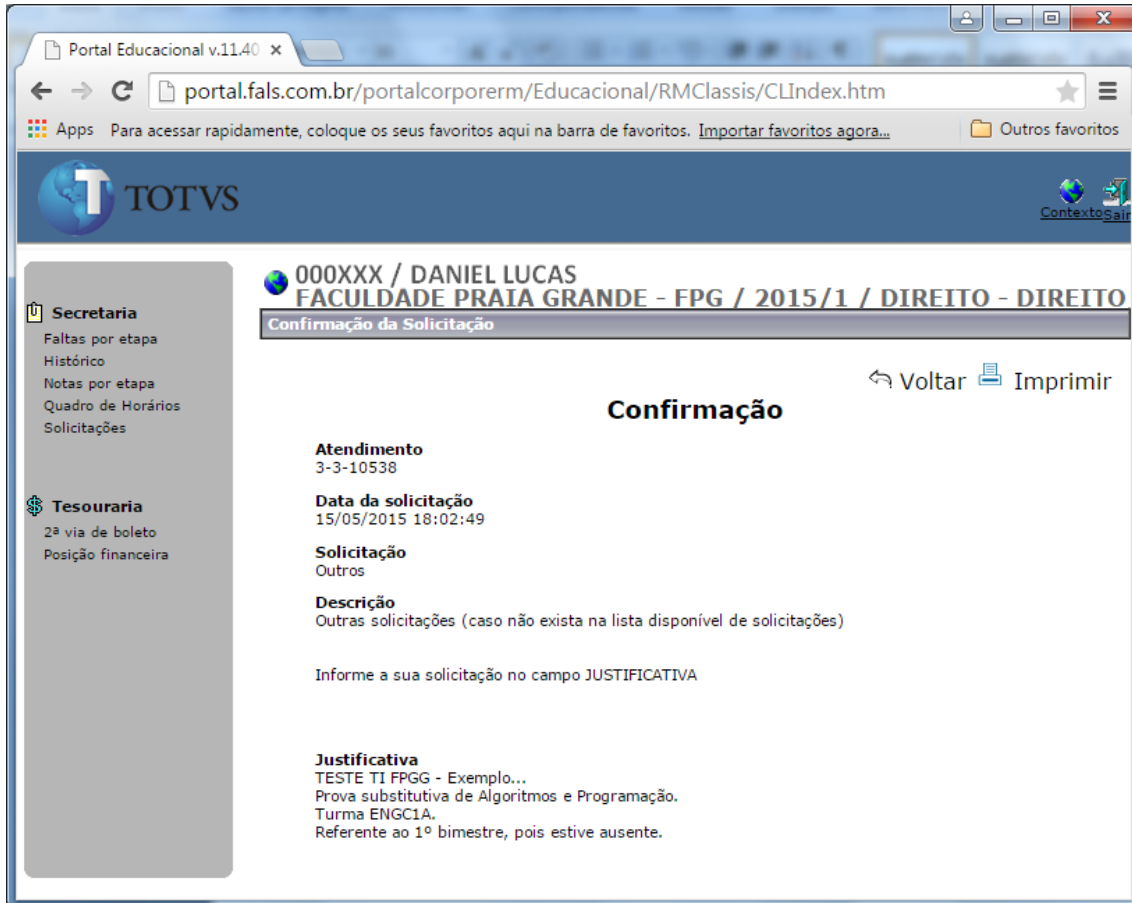 Portal Educacional v.11.40
portal.fals.com.br/portalcorporerm/Educacional/RMClassis/CLIndex.htm
Apps Para acessar rapidamente, coloque os seus favoritos aqui na barra de favoritos. Importar favoritos agora... Outros favoritos
TOTVS
Contexto Sair
000XXX / DANIEL LUCAS
FACULDADE PRAIA GRANDE - FPG / 2015/1 / DIREITO - DIREITO
Confirmação da Solicitação
Secretaria
Faltas por etapa
Histórico
Notas por etapa
Quadro de Horários
Solicitações
Tesouraria
2ª via de boleto
Posição financeira
Voltar Imprimir
Confirmação
Atendimento
3-3-10538
Data da solicitação
15/05/2015 18:02:49
Solicitação
Outros
Descrição
Outras solicitações (caso não exista na lista disponível de solicitações)
Informe a sua solicitação no campo JUSTIFICATIVA
Justificativa
TESTE TI FPGG - Exemplo...
Prova substitutiva de Algoritmos e Programação.
Turma ENGC1A.
Referente ao 1º bimestre, pois estive ausente.